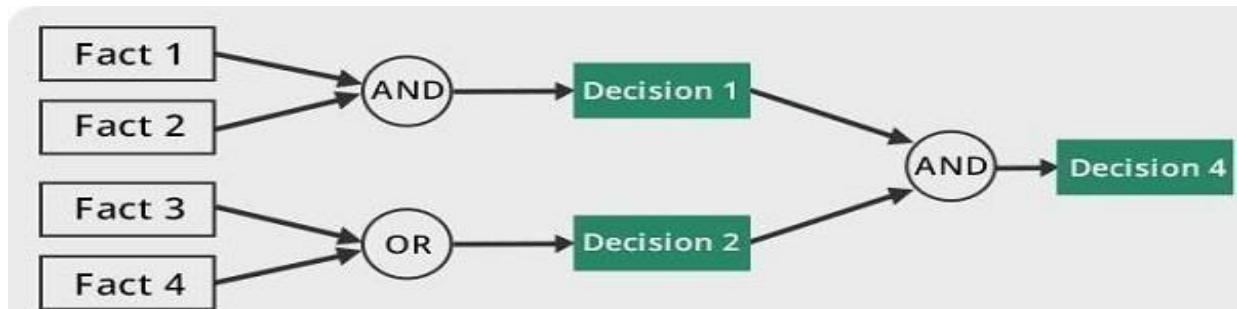 Fact 1
Fact 2
AND
Decision 1
Fact 3
Fact 4
OR
Decision 2
AND
Decision 4